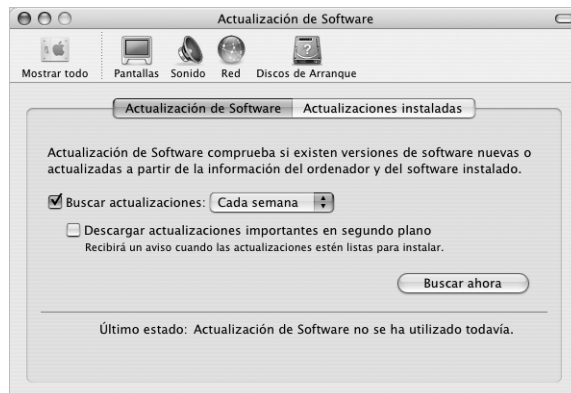 Actualización de Software
Mostrar todo Pantallas Sonido Red Discos de Arranque
Actualización de Software Actualizaciones instaladas
Actualización de Software comprueba si existen versiones de software nuevas o
actualizadas a partir de la información del ordenador y del software instalado.
Buscar actualizaciones: Cada semana
Descargar actualizaciones importantes en segundo plano
Recibirá un aviso cuando las actualizaciones estén listas para instalar.
Buscar ahora
Último estado: Actualización de Software no se ha utilizado todavía.